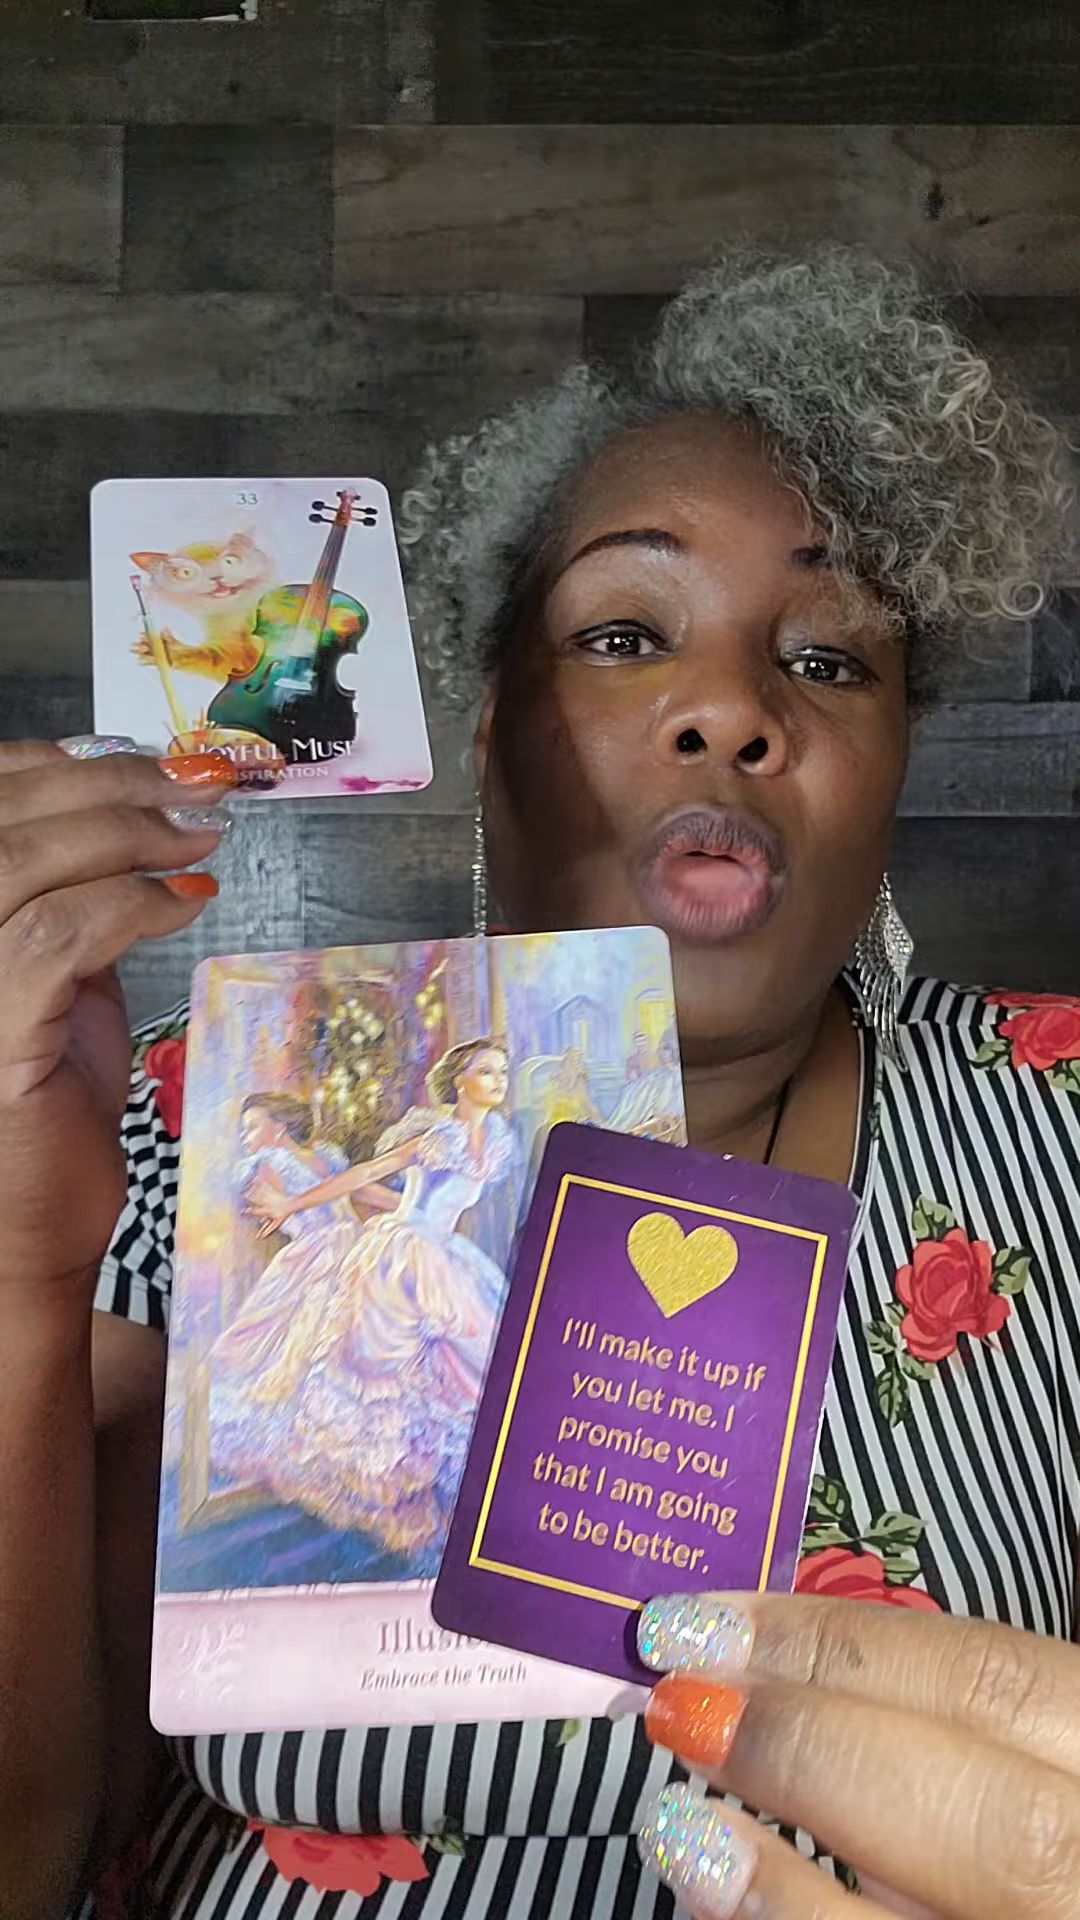 33
JOYFUL MUSE
INSPIRATION
I'll make it up if
you let me. I
promise you
that I am going
to be better.
Embrace the Truth